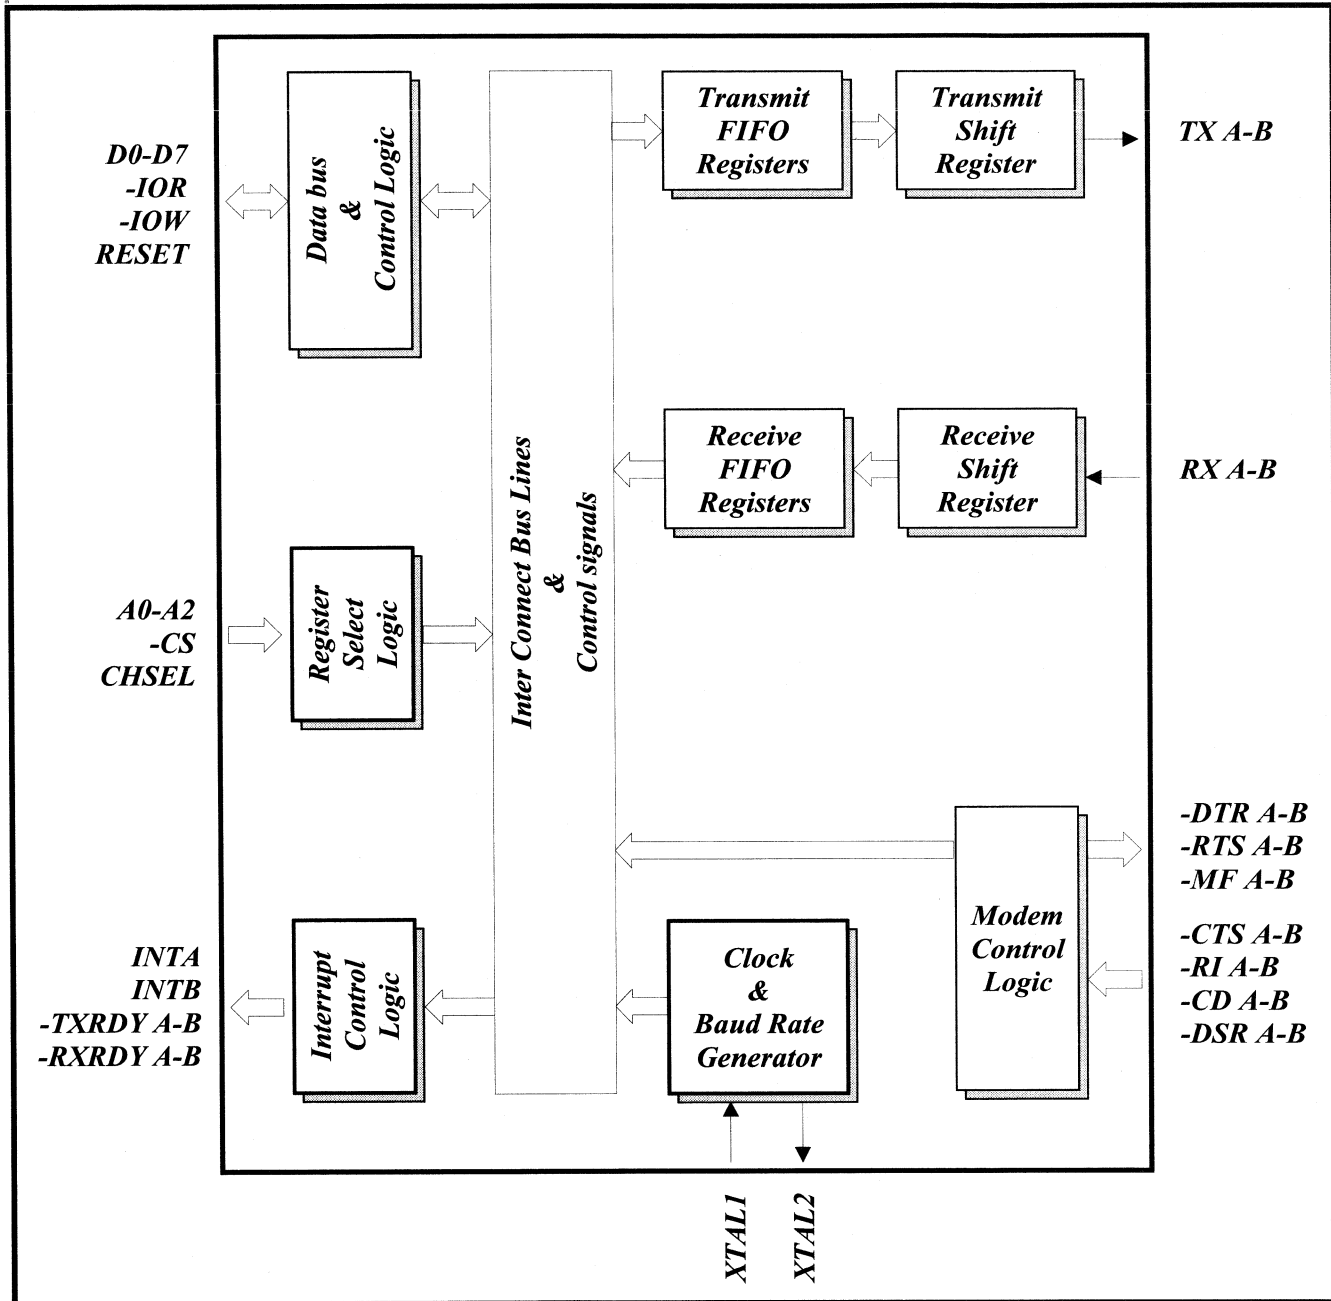 D0-D7
-IOR
-IOW
RESET
Data bus
&
Control Logic
A0-A2
-CS
CHSEL
Register
Select
Logic
INTA
INTB
-TXRDY A-B
-RXRDY A-B
Interrupt
Control
Logic
Inter Connect Bus Lines
&
Control signals
Transmit
FIFO
Registers
Transmit
Shift
Register
TX A-B
Receive
FIFO
Registers
Receive
Shift
Register
RX A-B
Clock
&
Baud Rate
Generator
Modem
Control
Logic
-DTR A-B
-RTS A-B
-MF A-B
-CTS A-B
-RI A-B
-CD A-B
-DSR A-B
XTAL1
XTAL2